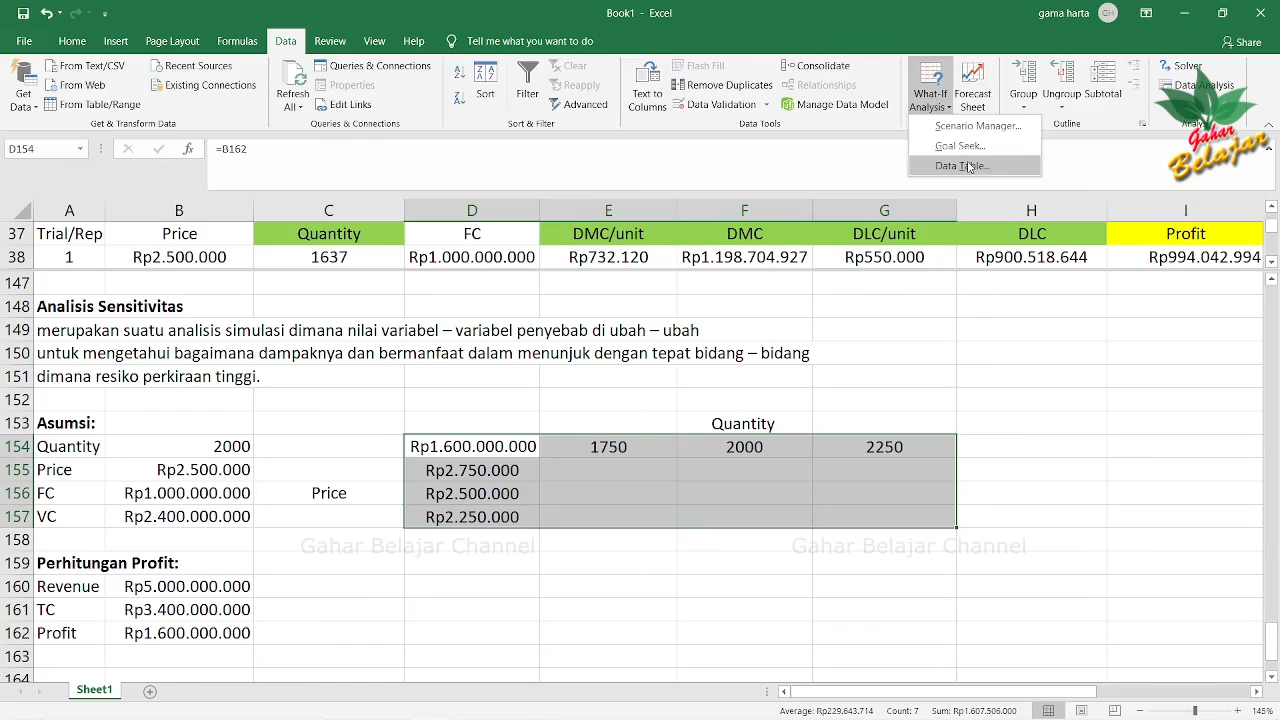 Book1 - Excel
gama harta GH
File Home Insert Page Layout Formulas Data Review View Help Tell me what you want to do Share
Get Data
From Text/CSV
From Web
From Table/Range
Recent Sources
Existing Connections
Get & Transform Data
Refresh All
Queries & Connections
Properties
Edit Links
Queries & Connections
Sort
Filter
Clear
Reapply
Advanced
Sort & Filter
Text to Columns
Flash Fill
Remove Duplicates
Data Validation
Consolidate
Relationships
Manage Data Model
Data Tools
What-If Analysis
Forecast Sheet
Group
Ungroup
Subtotal
Outline
Solver
Data Analysis
Scenario Manager...
Goal Seek...
Data Table...
Gahar
Belajar
D154 fx =B162
A B C D E F G H I
37 Trial/Rep Price Quantity FC DMC/unit DMC DLC/unit DLC Profit
38 1 Rp2.500.000 1637 Rp1.000.000.000 Rp732.120 Rp1.198.704.927 Rp550.000 Rp900.518.644 Rp994.042.994
147
148 Analisis Sensitivitas
149 merupakan suatu analisis simulasi dimana nilai variabel – variabel penyebab di ubah – ubah
150 untuk mengetahui bagaimana dampaknya dan bermanfaat dalam menunjuk dengan tepat bidang – bidang
151 dimana resiko perkiraan tinggi.
152
153 Asumsi: Quantity
154 Quantity 2000 Rp1.600.000.000 1750 2000 2250
155 Price Rp2.500.000 Rp2.750.000
156 FC Rp1.000.000.000 Price Rp2.500.000
157 VC Rp2.400.000 Rp2.250.000
158
Gahar Belajar Channel Gahar Belajar Channel
159 Perhitungan Profit:
160 Revenue Rp5.000.000.000
161 TC Rp3.400.000.000
162 Profit Rp1.600.000.000
163
164
Sheet1
Average: Rp229.643.714 Count: 7 Sum: Rp1.607.506.000 145%